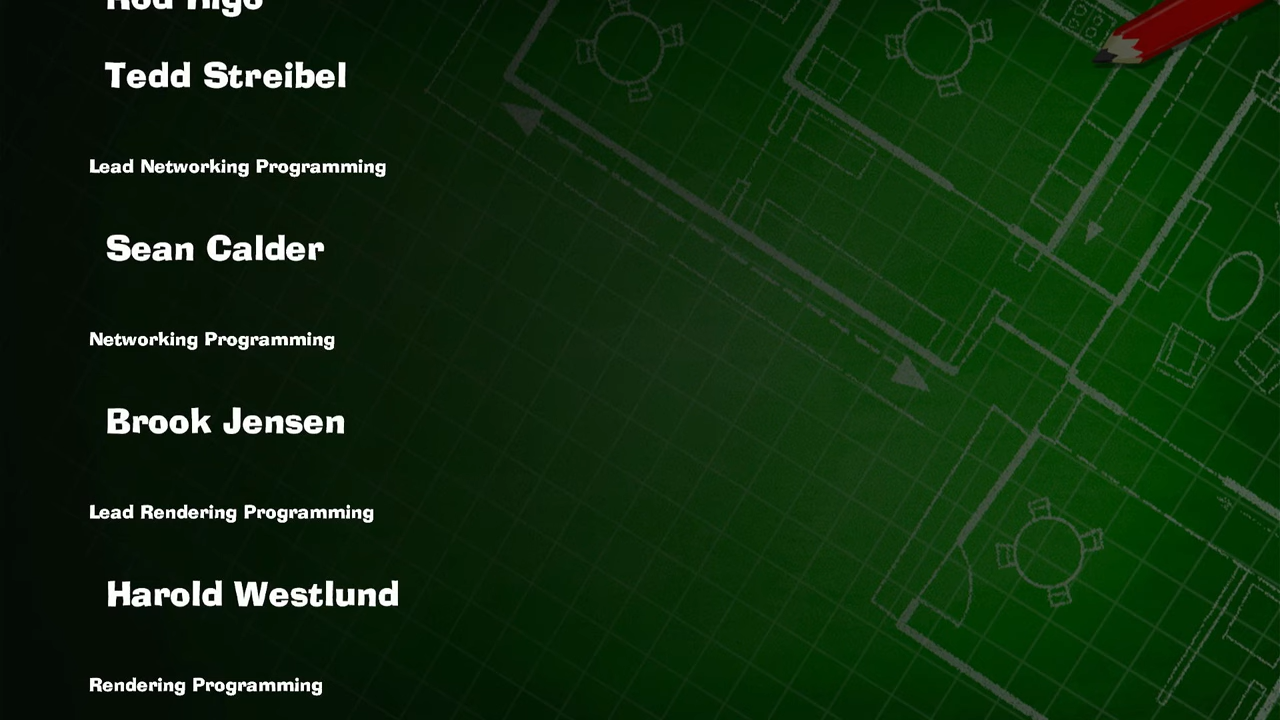 Tedd Streibel
Lead Networking Programming
Sean Calder
Networking Programming
Brook Jensen
Lead Rendering Programming
Harold Westlund
Rendering Programming